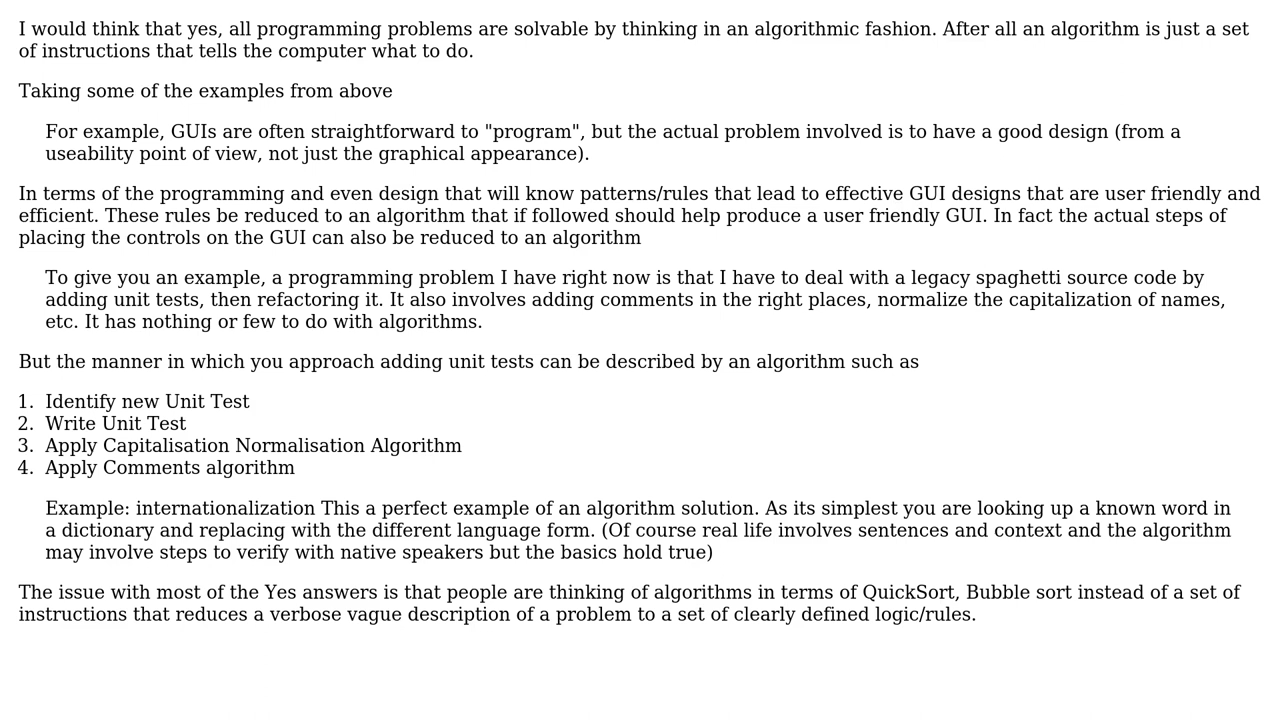 I would think that yes, all programming problems are solvable by thinking in an algorithmic fashion. After all an algorithm is just a set
of instructions that tells the computer what to do.
Taking some of the examples from above
For example, GUIs are often straightforward to "program", but the actual problem involved is to have a good design (from a
useability point of view, not just the graphical appearance).
In terms of the programming and even design that will know patterns/rules that lead to effective GUI designs that are user friendly and
efficient. These rules be reduced to an algorithm that if followed should help produce a user friendly GUI. In fact the actual steps of
placing the controls on the GUI can also be reduced to an algorithm
To give you an example, a programming problem I have right now is that I have to deal with a legacy spaghetti source code by
adding unit tests, then refactoring it. It also involves adding comments in the right places, normalize the capitalization of names,
etc. It has nothing or few to do with algorithms.
But the manner in which you approach adding unit tests can be described by an algorithm such as
1. Identify new Unit Test
2. Write Unit Test
3. Apply Capitalisation Normalisation Algorithm
4. Apply Comments algorithm
Example: internationalization This a perfect example of an algorithm solution. As its simplest you are looking up a known word in
a dictionary and replacing with the different language form. (Of course real life involves sentences and context and the algorithm
may involve steps to verify with native speakers but the basics hold true)
The issue with most of the Yes answers is that people are thinking of algorithms in terms of QuickSort, Bubble sort instead of a set of
instructions that reduces a verbose vague description of a problem to a set of clearly defined logic/rules.